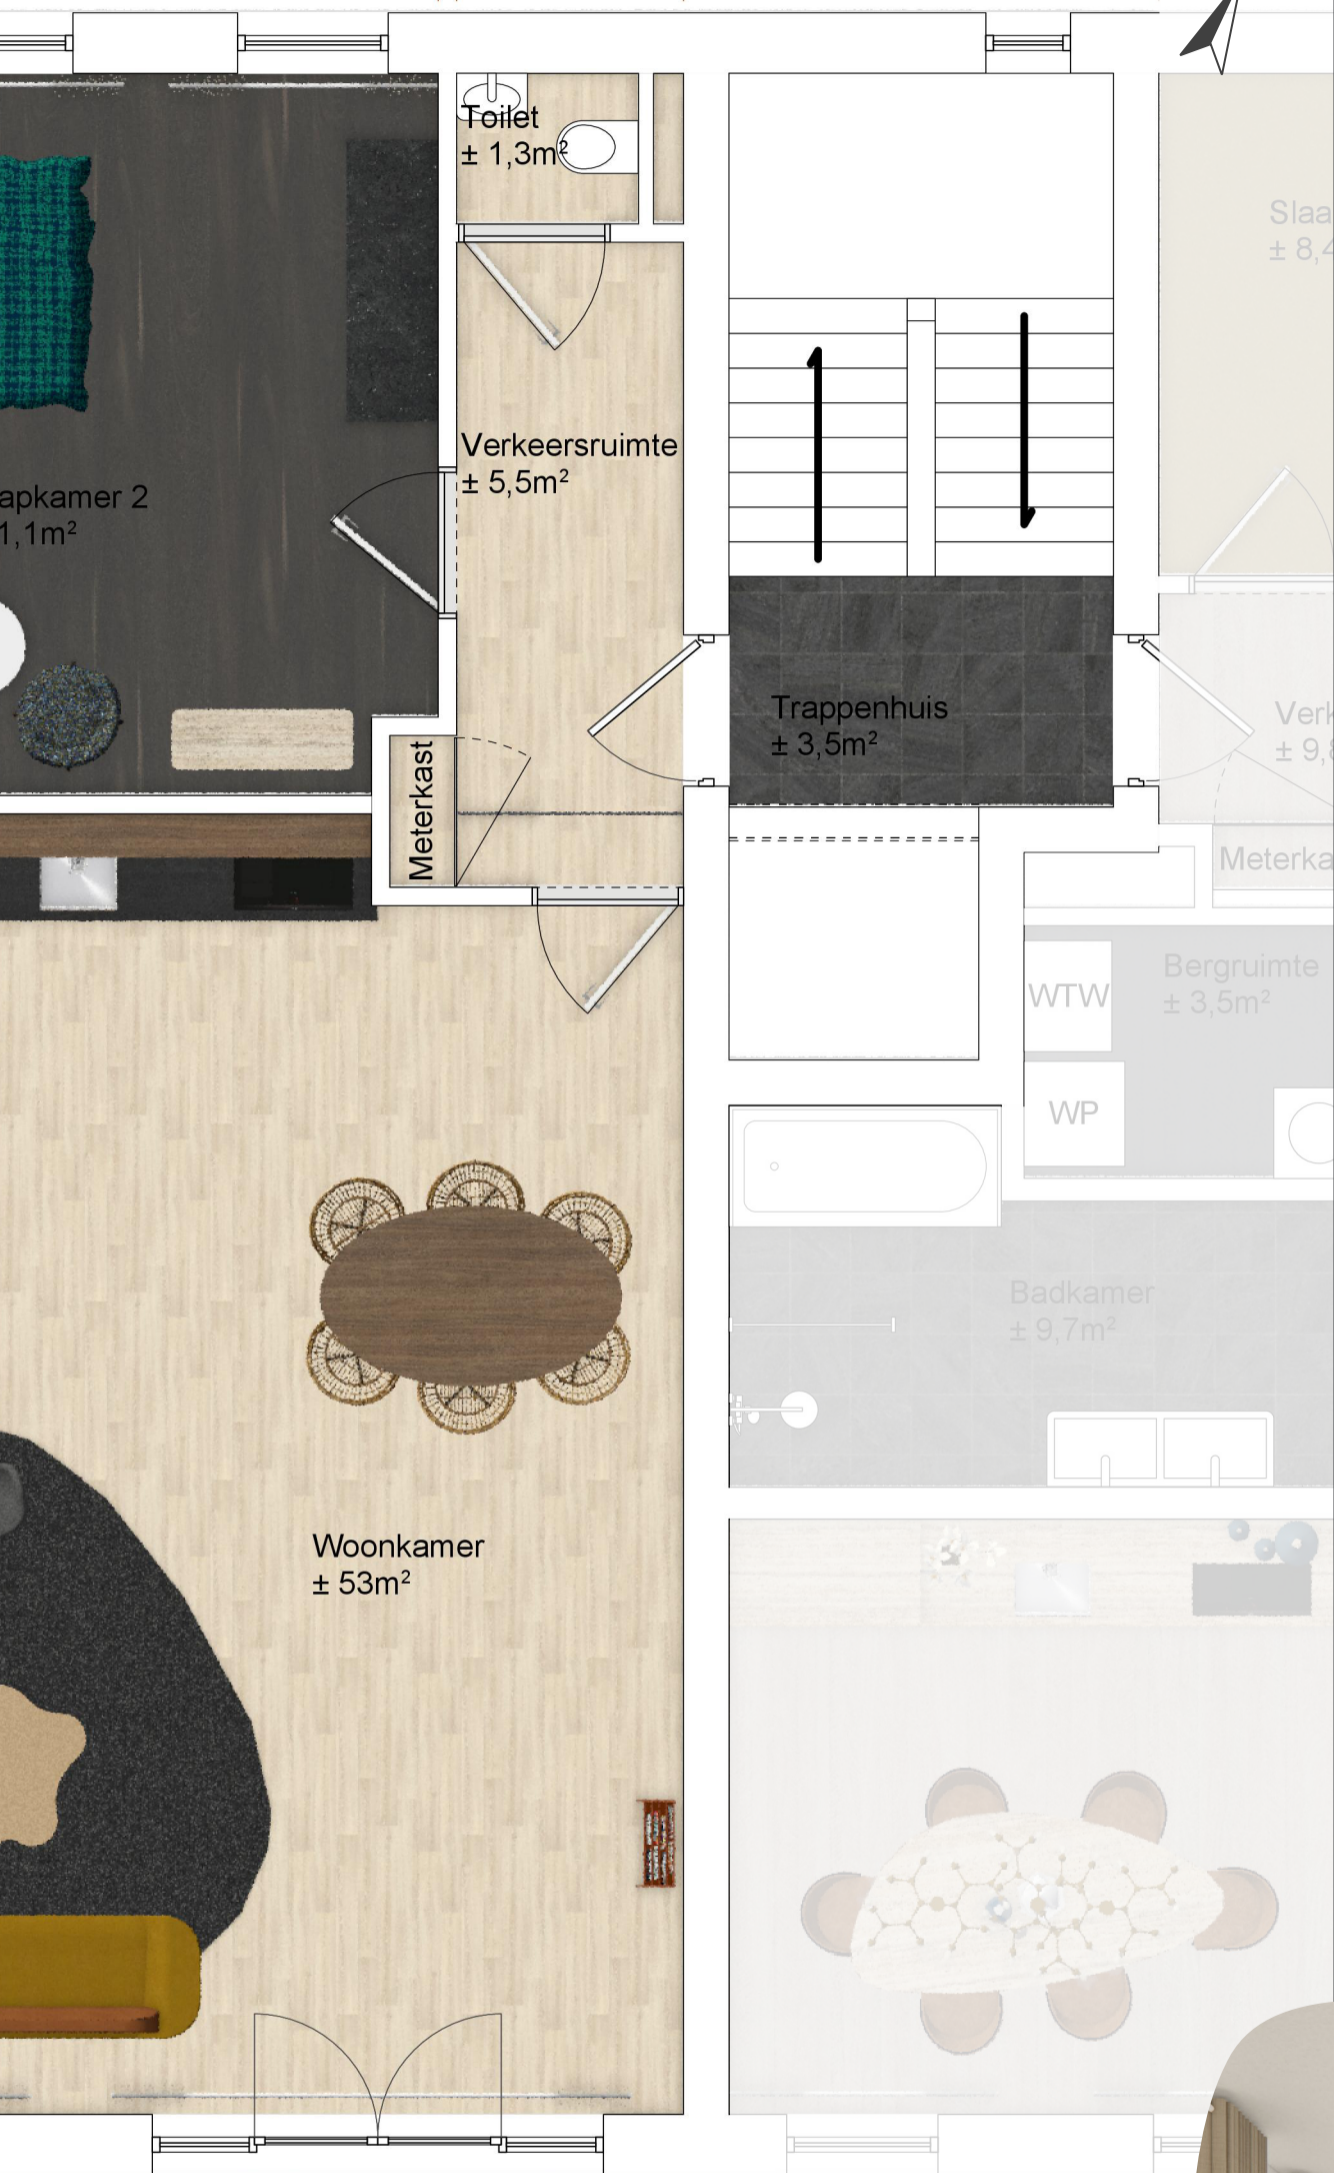 Toilet
± 1,3m²
Slaa
± 8,4
Verkeersruimte
± 5,5m²
apkamer 2
1,1m²
Trappenhuis
± 3,5m²
Verk
± 9,8
Meterkast
Meterka
WTW
Bergruimte
± 3,5m²
WP
Badkamer
± 9,7m²
Woonkamer
± 53m²